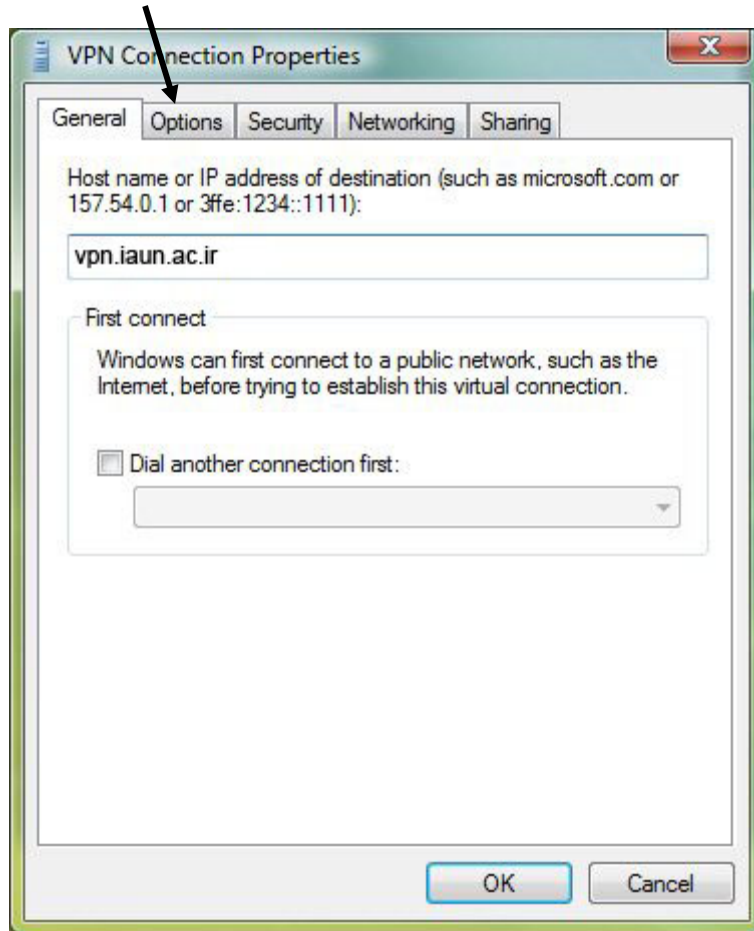 VPN Connection Properties
General Options Security Networking Sharing
Host name or IP address of destination (such as microsoft.com or
157.54.0.1 or 3ffe:1234::1111):
vpn.iaun.ac.ir
First connect
Windows can first connect to a public network, such as the
Internet, before trying to establish this virtual connection.
Dial another connection first:
OK Cancel